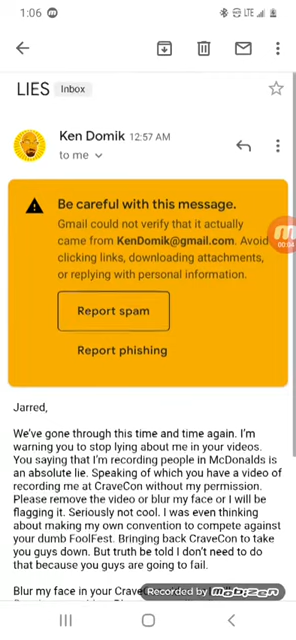 1:06
LTE
LIES Inbox
Ken Domik 12:57 AM
to me
Be careful with this message.
Gmail could not verify that it actually
came from KenDomik@gmail.com. Avoid
clicking links, downloading attachments,
or replying with personal information.
00:04
Report spam
Report phishing
Jarred,
We've gone through this time and time again. I'm
warning you to stop lying about me in your videos.
You saying that I'm recording people in McDonalds is
an absolute lie. Speaking of which you have a video of
recording me at CraveCon without my permission.
Please remove the video or blur my face or I will be
flagging it. Seriously not cool. I was even thinking
about making my own convention to compete against
your dumb FoolFest. Bringing back CraveCon to take
you guys down. But truth be told I don't need to do
that because you guys are going to fail.
Blur my face in your Crave
Recorded by mobizen